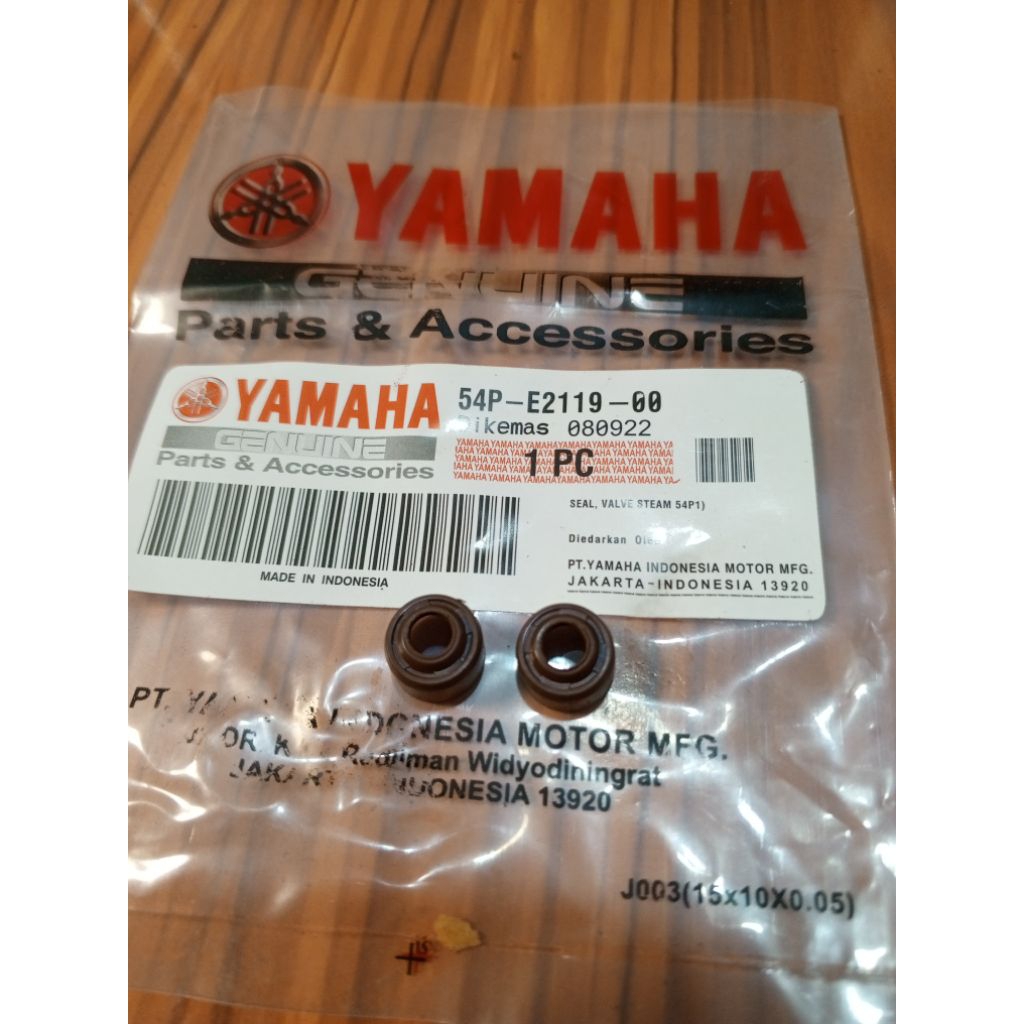 YAMAHA
GENUINE
Parts & Accessories
YAMAHA 54P-E2119-00
GENUINE Dikemas 080922
Parts & Accessories 1 PC
SEAL, VALVE STEAM 54P1)
Diedarkan Oleh
PT.YAMAHA INDONESIA MOTOR MFG.
MADE IN INDONESIA JAKARTA-INDONESIA 13920
PT. INDONESIA MOTOR MFG.
Widyodiningrat
INDONESIA 13920
J003(15x10X0.05)